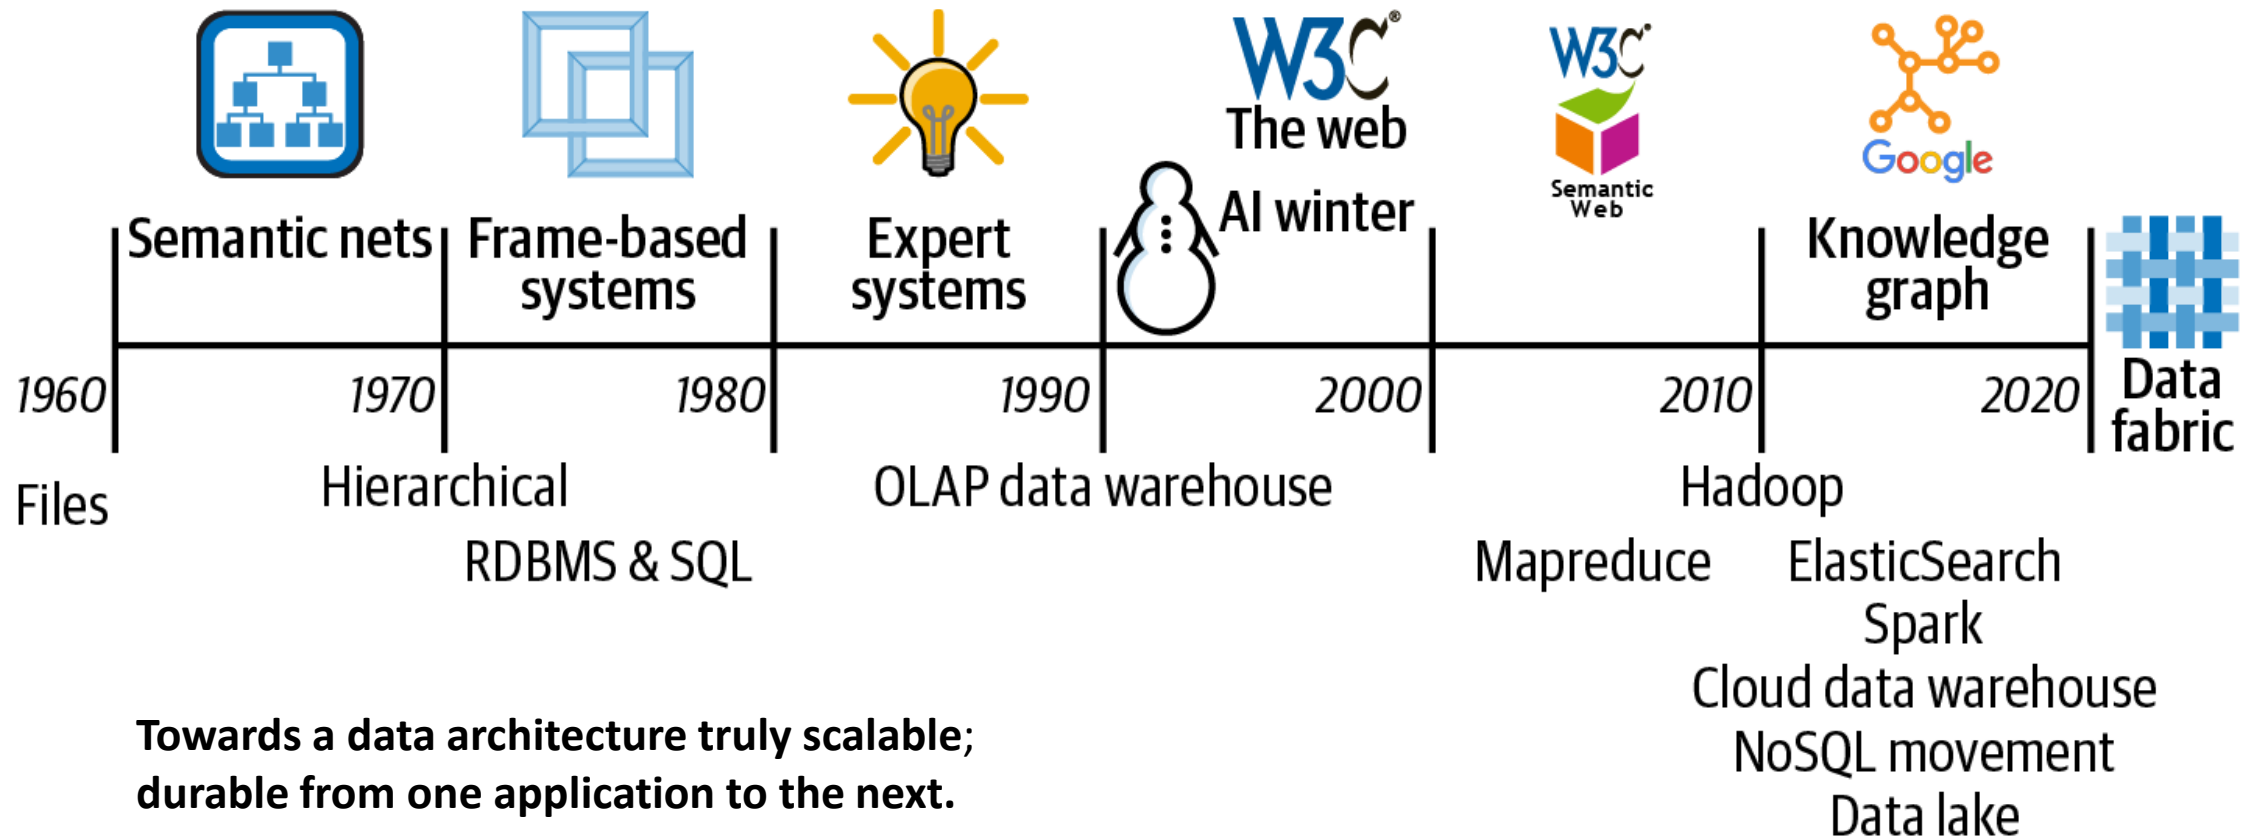 W3C®
The web
AI winter
W3C
Semantic
Web
Google
Semantic nets
Frame-based
systems
Expert
systems
Knowledge
graph
1960
1970
1980
1990
2000
2010
2020
Data
fabric
Files
Hierarchical
OLAP data warehouse
Hadoop
RDBMS & SQL
Mapreduce
ElasticSearch
Spark
Cloud data warehouse
NoSQL movement
Data lake
Towards a data architecture truly scalable;
durable from one application to the next.